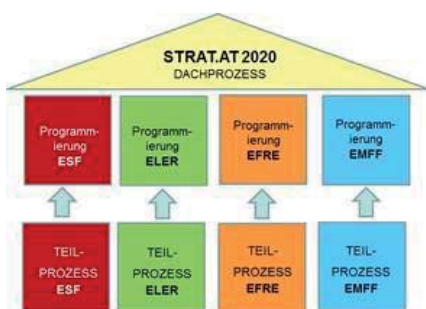 STRAT.AT 2020
DACHPROZESS
Programm-
ierung
ESF
Programm-
ierung
ELER
Programm-
ierung
EFRE
Programm-
ierung
EMFF
TEIL-
PROZESS
ESF
TEIL-
PROZESS
ELER
TEIL-
PROZESS
EFRE
TEIL-
PROZESS
EMFF